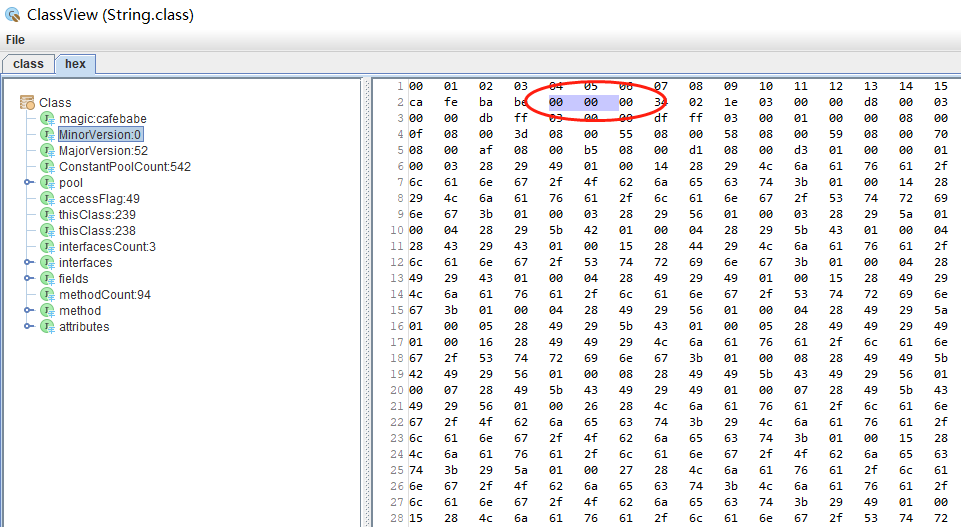 ClassView (String.class)
File
class hex
Class
magic:cafebabe
MinorVersion:0
MajorVersion:52
ConstantPoolCount:542
pool
accessFlag:49
thisClass:239
thisClass:238
interfacesCount:3
interfaces
fields
methodCount:94
method
attributes
1 00 01 02 03 04 05 06 07 08 09 10 11 12 13 14 15
2 ca fe ba be 00 00 00 34 02 1e 03 00 00 d8 00 03
3 00 00 db ff 03 00 00 df ff 03 00 01 00 00 08 00
4 0f 08 00 3d 08 00 55 08 00 58 08 00 59 08 00 70
5 08 00 af 08 00 b5 08 00 d1 08 00 d3 01 00 00 01
6 00 03 28 29 49 01 00 14 28 29 4c 6a 61 76 61 2f
7 6c 61 6e 67 2f 4f 62 6a 65 63 74 3b 01 00 14 28
8 29 4c 6a 61 76 61 2f 6c 61 6e 67 2f 53 74 72 69
9 6e 67 3b 01 00 03 28 29 56 01 00 03 28 29 5a 01
10 00 04 28 29 5b 42 01 00 04 28 29 5b 43 01 00 04
11 28 43 29 43 01 00 15 28 44 29 4c 6a 61 76 61 2f
12 6c 61 6e 67 2f 53 74 72 69 6e 67 3b 01 00 04 28
13 49 29 43 01 00 04 28 49 29 49 01 00 15 28 49 29
14 4c 6a 61 76 61 2f 6c 61 6e 67 2f 53 74 72 69 6e
15 67 3b 01 00 04 28 49 29 56 01 00 04 28 49 29 5a
16 01 00 05 28 49 29 5b 43 01 00 05 28 49 49 29 49
17 01 00 16 28 49 49 29 4c 6a 61 76 61 2f 6c 61 6e
18 67 2f 53 74 72 69 6e 67 3b 01 00 08 28 49 49 5b
19 42 49 29 56 01 00 08 28 49 49 5b 43 49 29 56 01
20 00 07 28 49 5b 43 49 29 49 01 00 07 28 49 5b 43
21 49 29 56 01 00 26 28 4c 6a 61 76 61 2f 6c 61 6e
22 67 2f 4f 62 6a 65 63 74 3b 29 4c 6a 61 76 61 2f
23 6c 61 6e 67 2f 4f 62 6a 65 63 74 3b 01 00 15 28
24 4c 6a 61 76 61 2f 6c 61 6e 67 2f 4f 62 6a 65 63
25 74 3b 29 5a 01 00 27 28 4c 6a 61 76 61 2f 6c 61
26 6e 67 2f 4f 62 6a 65 63 74 3b 4c 6a 61 76 61 2f
27 6c 61 6e 67 2f 4f 62 6a 65 63 74 3b 29 49 01 00
28 15 28 4c 6a 61 76 61 2f 6c 61 6e 67 2f 53 74 72